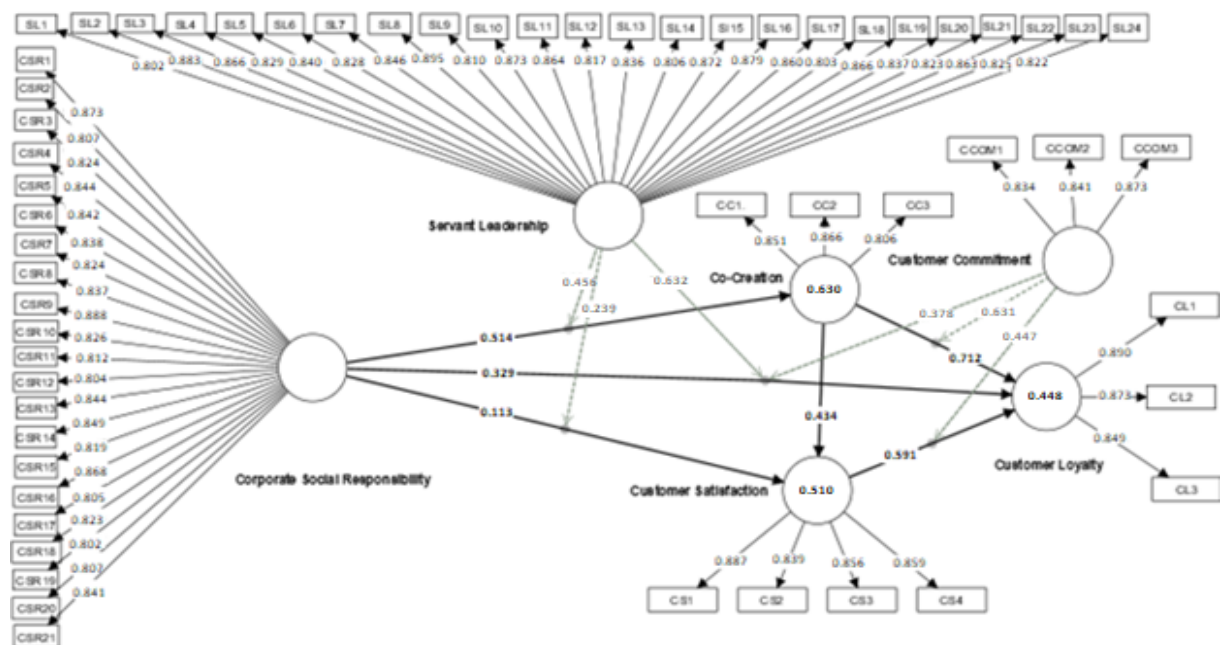 SL1 SL2 SL3 SL4 SL5 SL6 SL7 SL8 SL9 SL10 SL11 SL12 SL13 SL14 Sl15 SL16 SL17 SL18 SL19 SL20 SL21 SL22 SL23 SL24
0.802 0.883 0.866 0.829 0.840 0.828 0.846 0.895 0.810 0.873 0.864 0.817 0.836 0.806 0.872 0.879 0.860 0.803 0.866 0.837 0.823 0.863 0.822
CSR1
CSR2
CSR3
CSR4
CSR5
CSR6
CSR7
CSR8
CSR9
CSR10
CSR11
CSR12
CSR13
CSR14
CSR15
CSR16
CSR17
CSR18
CSR19
CSR20
CSR21
0.873
0.807
0.824
0.844
0.842
0.838
0.824
0.837
0.888
0.826
0.812
0.804
0.844
0.849
0.819
0.868
0.805
0.823
0.802
0.807
0.841
Corporate Social Responsibility
Servant Leadership
0.456
0.239
0.632
0.514
0.329
0.113
CC1. CC2 CC3
0.851 0.866 0.806
Co-Creation
0.630
CCOM1 CCOM2 CCOM3
0.834 0.841 0.873
Customer Commitment
0.378
0.631
0.447
0.712
0.434
0.591
0.448
Customer Loyalty
0.890
0.873
0.849
CL1
CL2
CL3
Customer Satisfaction
0.510
0.887 0.839 0.856 0.859
CS1 CS2 CS3 CS4